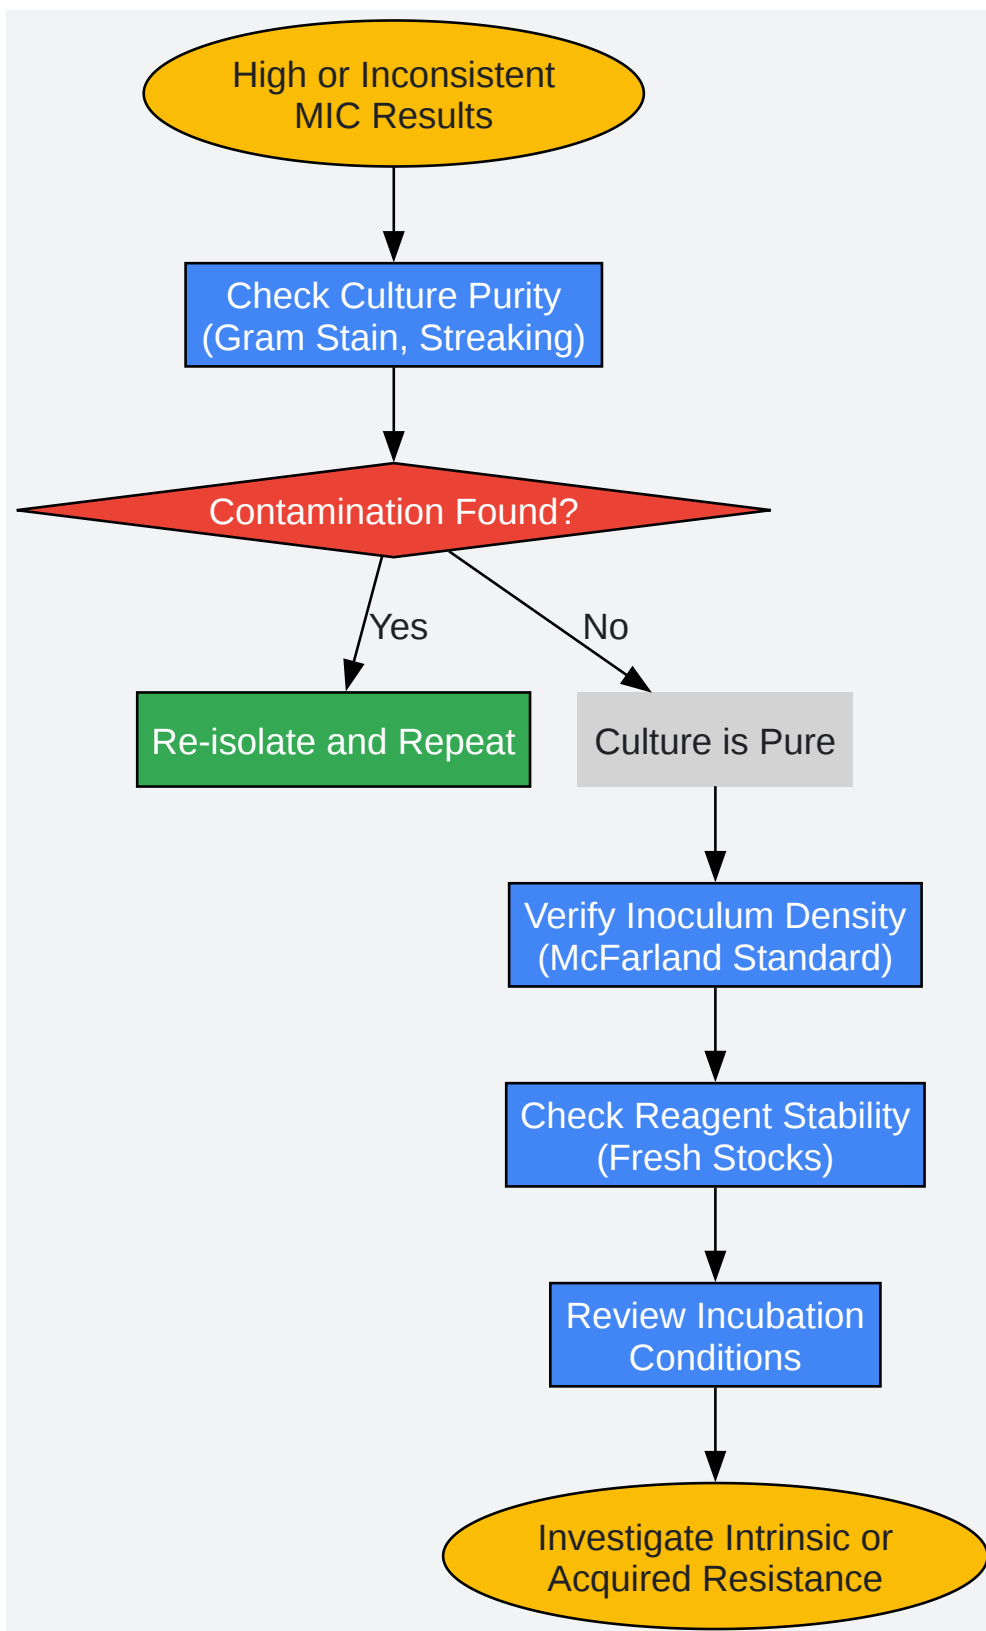 High or Inconsistent
MIC Results
Check Culture Purity
(Gram Stain, Streaking)
Contamination Found?
Yes
No
Re-isolate and Repeat
Culture is Pure
Verify Inoculum Density
(McFarland Standard)
Check Reagent Stability
(Fresh Stocks)
Review Incubation
Conditions
Investigate Intrinsic or
Acquired Resistance